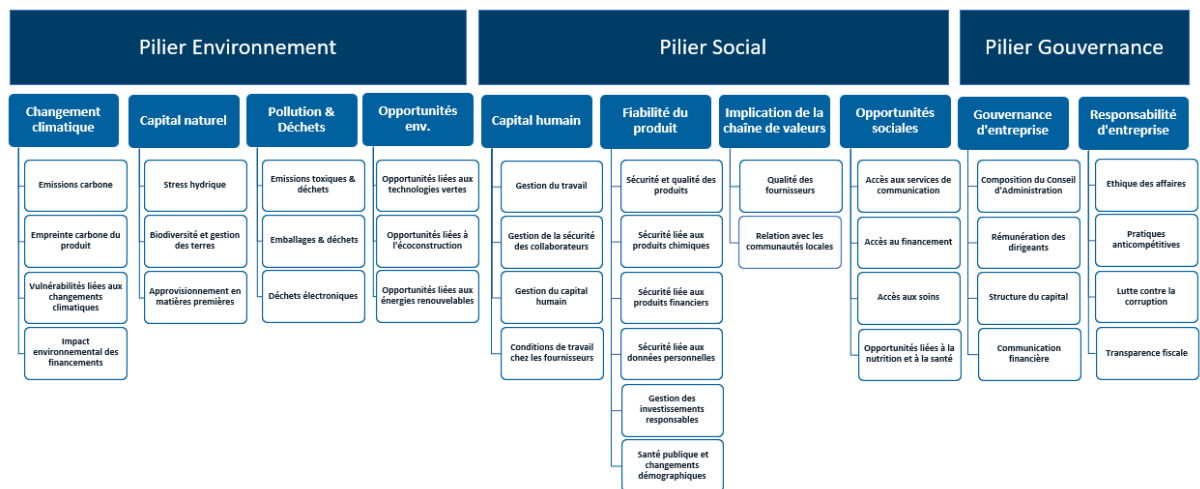 Pilier Environnement
Pilier Social
Pilier Gouvernance
Changement
climatique
Capital naturel
Pollution &
Déchets
Opportunités
env.
Capital humain
Fiabilité du
produit
Implication de la
chaîne de valeurs
Opportunités
sociales
Gouvernance
d'entreprise
Responsabilité
d'entreprise
Emissions carbone
Empreinte carbone du
produit
Vulnérabilités liées aux
changements
climatiques
Impact
environnemental des
financements
Stress hydrique
Biodiversité et gestion
des terres
Approvisionnement en
matières premières
Emissions toxiques &
déchets
Emballages & déchets
Déchets électroniques
Opportunités liées aux
technologies vertes
Opportunités liées à
l'écoconstruction
Opportunités liées aux
énergies renouvelables
Gestion du travail
Gestion de la sécurité
des collaborateurs
Gestion du capital
humain
Conditions de travail
chez les fournisseurs
Sécurité et qualité des
produits
Sécurité liée aux
produits chimiques
Sécurité liée aux
produits financiers
Sécurité liée aux
données personnelles
Gestion des
investissements
responsables
Santé publique et
changements
démographiques
Qualité des
fournisseurs
Relation avec les
communautés locales
Accès aux services de
communication
Accès au financement
Accès aux soins
Opportunités liées à la
nutrition et à la santé
Composition du Conseil
d'Administration
Rémunération des
dirigeants
Structure du capital
Communication
financière
Ethique des affaires
Pratiques
anticompétitives
Lutte contre la
corruption
Transparence fiscale